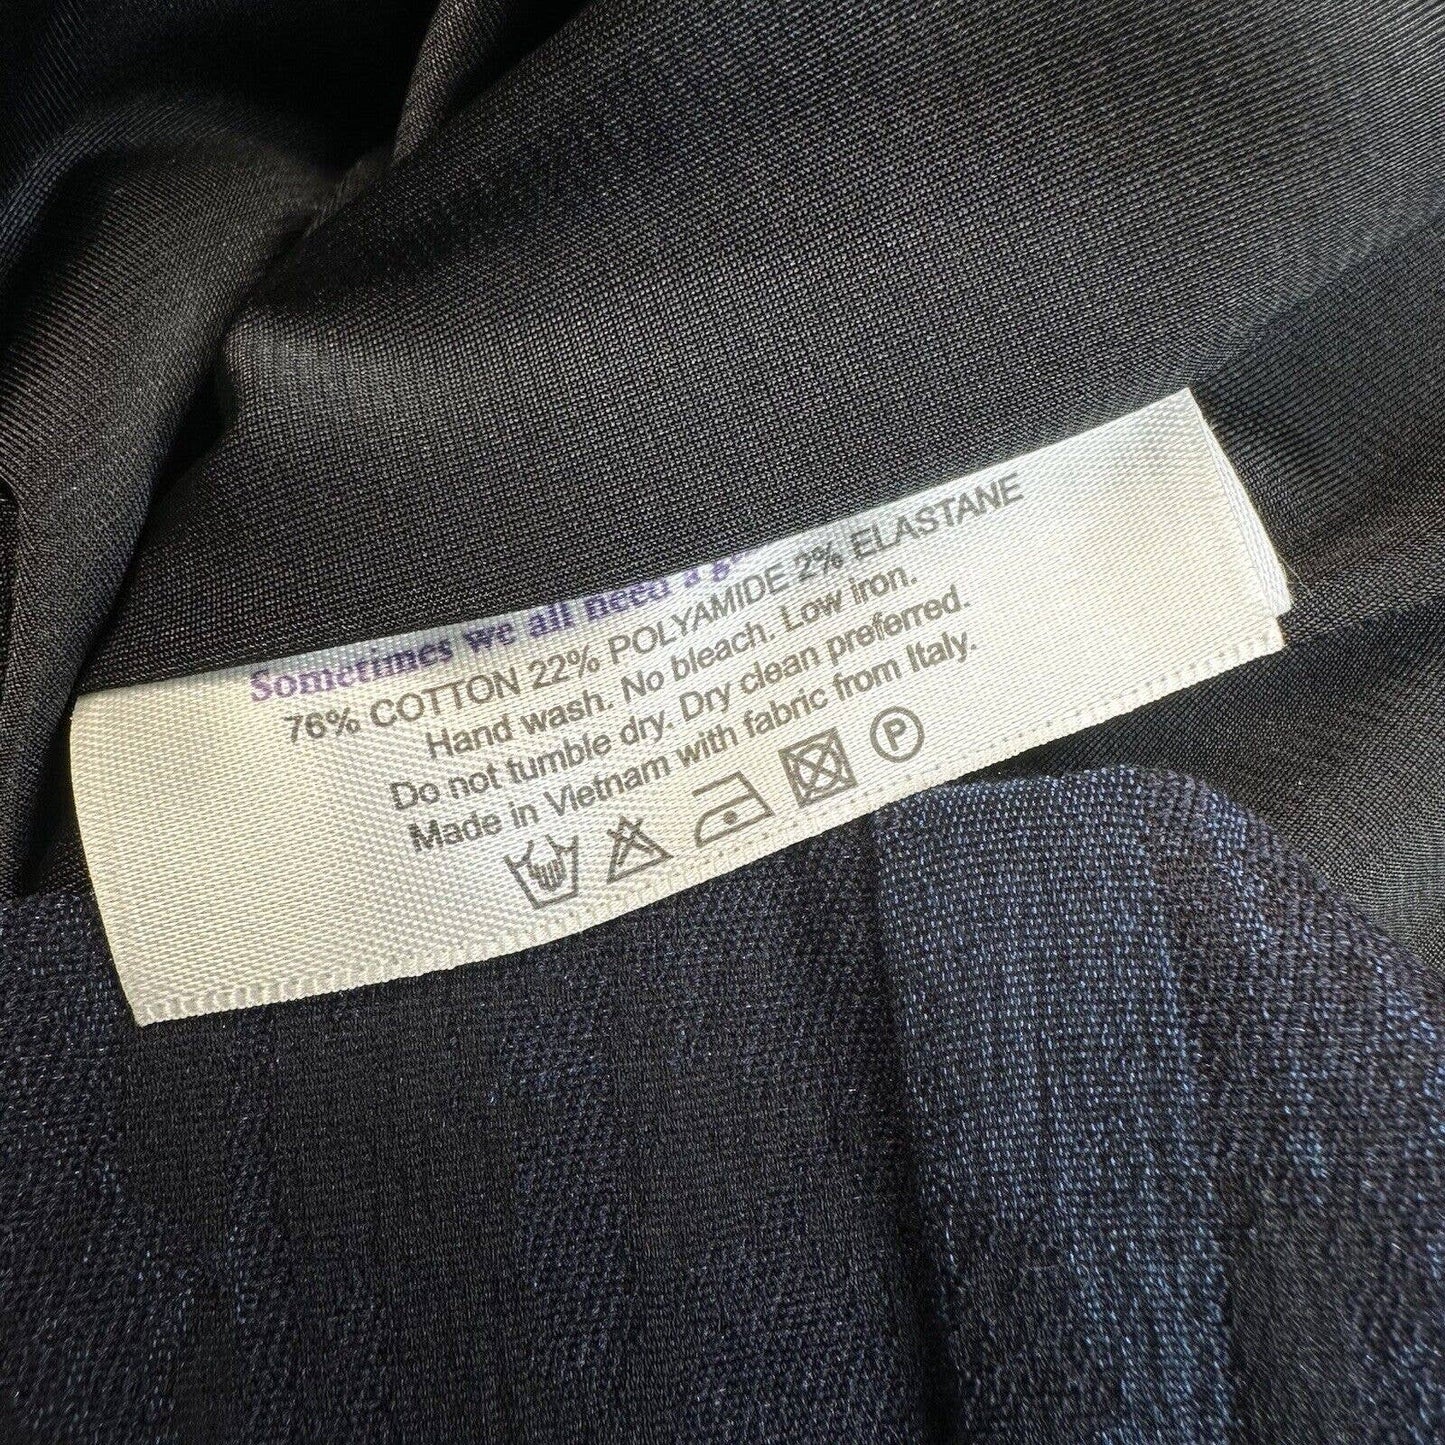 Sometimes we all need a
76% COTTON 22% POLYAMIDE 2% ELASTANE
Hand wash. No bleach. Low iron.
Do not tumble dry. Dry clean preferred.
Made in Vietnam with fabric from Italy.
P